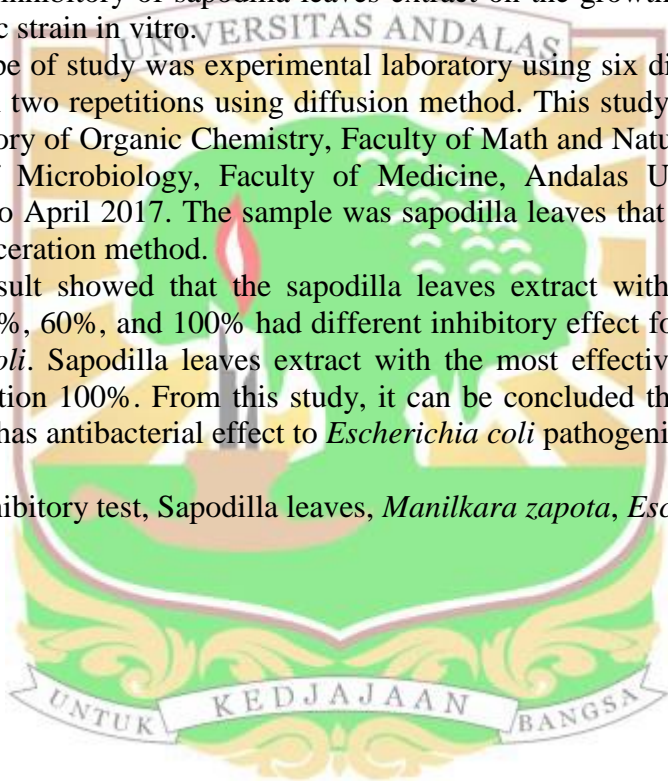 inhibitory of sapodilla leaves extract on the growth
c strain in vitro.
UNIVERSITAS ANDALAS
pe of study was experimental laboratory using six di
two repetitions using diffusion method. This study
ory of Organic Chemistry, Faculty of Math and Natu
f Microbiology, Faculty of Medicine, Andalas U
o April 2017. The sample was sapodilla leaves that
ceration method.
sult showed that the sapodilla leaves extract with
%, 60%, and 100% had different inhibitory effect fo
oli. Sapodilla leaves extract with the most effectiv
tion 100%. From this study, it can be concluded th
has antibacterial effect to Escherichia coli pathogeni
hibitory test, Sapodilla leaves, Manilkara zapota, Esc
UNTUK KEDJAJAAN BANGSA